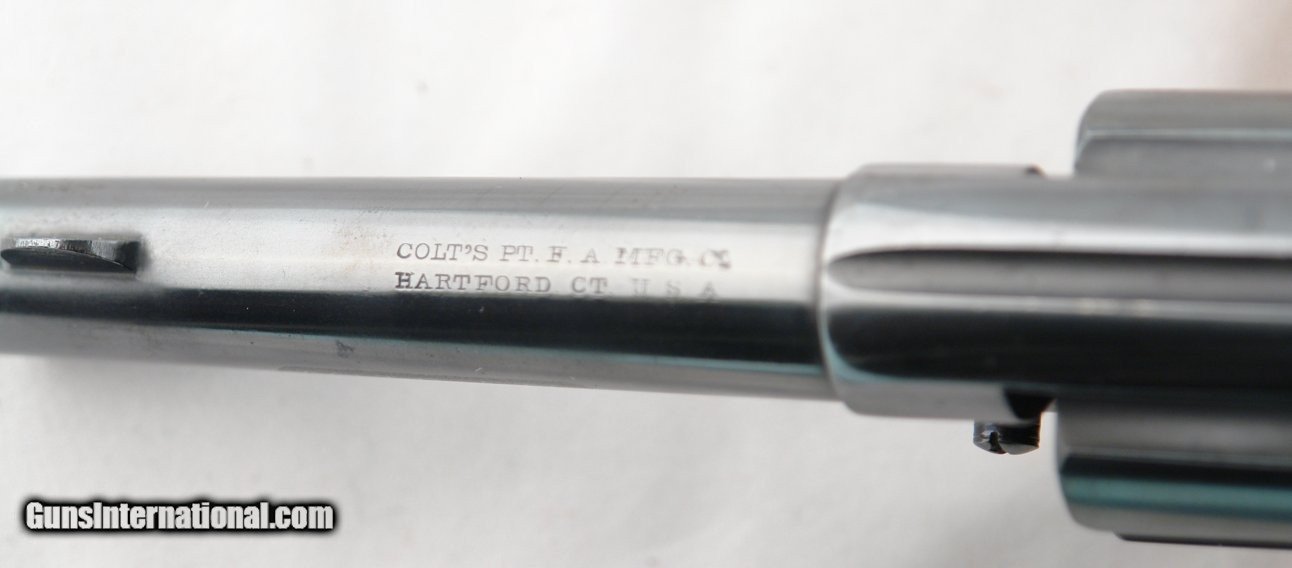 COLT'S PT. F. A. MFG. Co.
HARTFORD CT. U.S.A.
GunsInternational.com